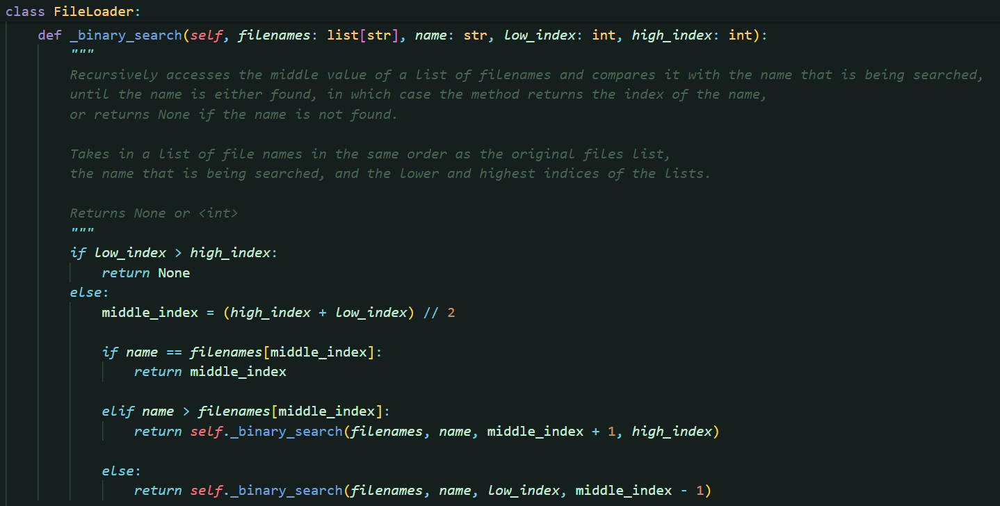 class FileLoader:
def _binary_search(self, filenames: list[str], name: str, low_index: int, high_index: int):
"""
Recursively accesses the middle value of a list of filenames and compares it with the name that is being searched,
until the name is either found, in which case the method returns the index of the name,
or returns None if the name is not found.
Takes in a list of file names in the same order as the original files list,
the name that is being searched, and the lower and highest indices of the lists.
Returns None or <int>
"""
if low_index > high_index:
return None
else:
middle_index = (high_index + low_index) // 2
if name == filenames[middle_index]:
return middle_index
elif name > filenames[middle_index]:
return self._binary_search(filenames, name, middle_index + 1, high_index)
else:
return self._binary_search(filenames, name, low_index, middle_index - 1)